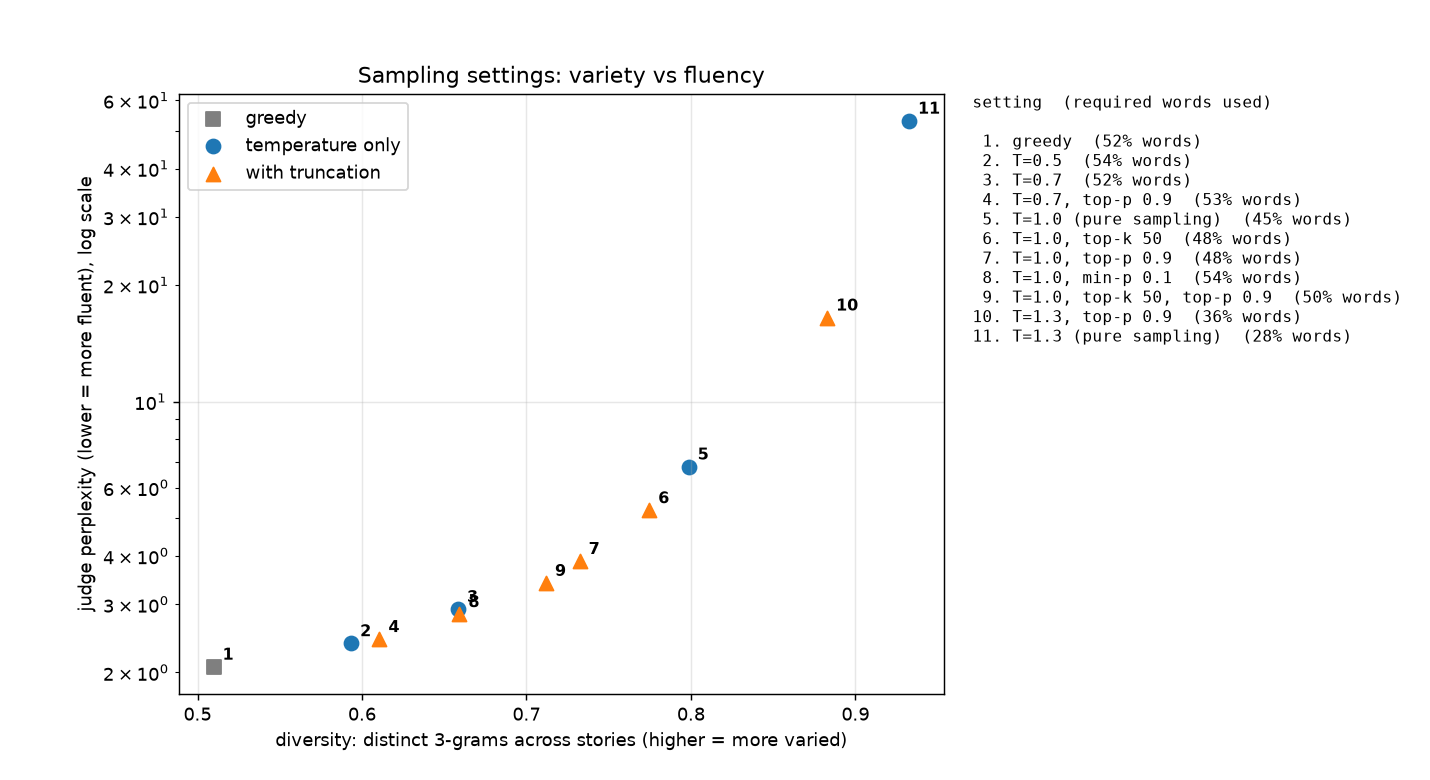 Sampling settings: variety vs fluency
greedy
temperature only
with truncation
judge perplexity (lower = more fluent), log scale
6 × 10¹
4 × 10¹
3 × 10¹
2 × 10¹
10¹
6 × 10⁰
4 × 10⁰
3 × 10⁰
2 × 10⁰
11
10
5
6
7
9
3
8
4
2
1
0.5 0.6 0.7 0.8 0.9
diversity: distinct 3-grams across stories (higher = more varied)
setting (required words used)
1. greedy (52% words)
2. T=0.5 (54% words)
3. T=0.7 (52% words)
4. T=0.7, top-p 0.9 (53% words)
5. T=1.0 (pure sampling) (45% words)
6. T=1.0, top-k 50 (48% words)
7. T=1.0, top-p 0.9 (48% words)
8. T=1.0, min-p 0.1 (54% words)
9. T=1.0, top-k 50, top-p 0.9 (50% words)
10. T=1.3, top-p 0.9 (36% words)
11. T=1.3 (pure sampling) (28% words)